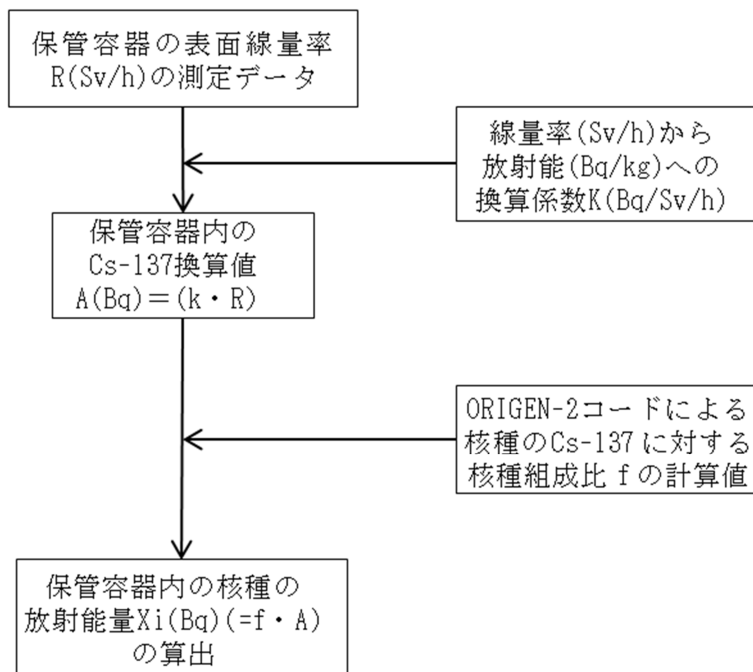 保管容器の表面線量率
R(Sv/h)の測定データ
線量率(Sv/h)から
放射能(Bq/kg)への
換算係数K(Bq/Sv/h)
保管容器内の
Cs-137換算値
A(Bq)＝(k・R)
ORIGEN-2コードによる
核種のCs-137に対する
核種組成比fの計算値
保管容器内の核種の
放射能量Xi(Bq)(=f・A)
の算出